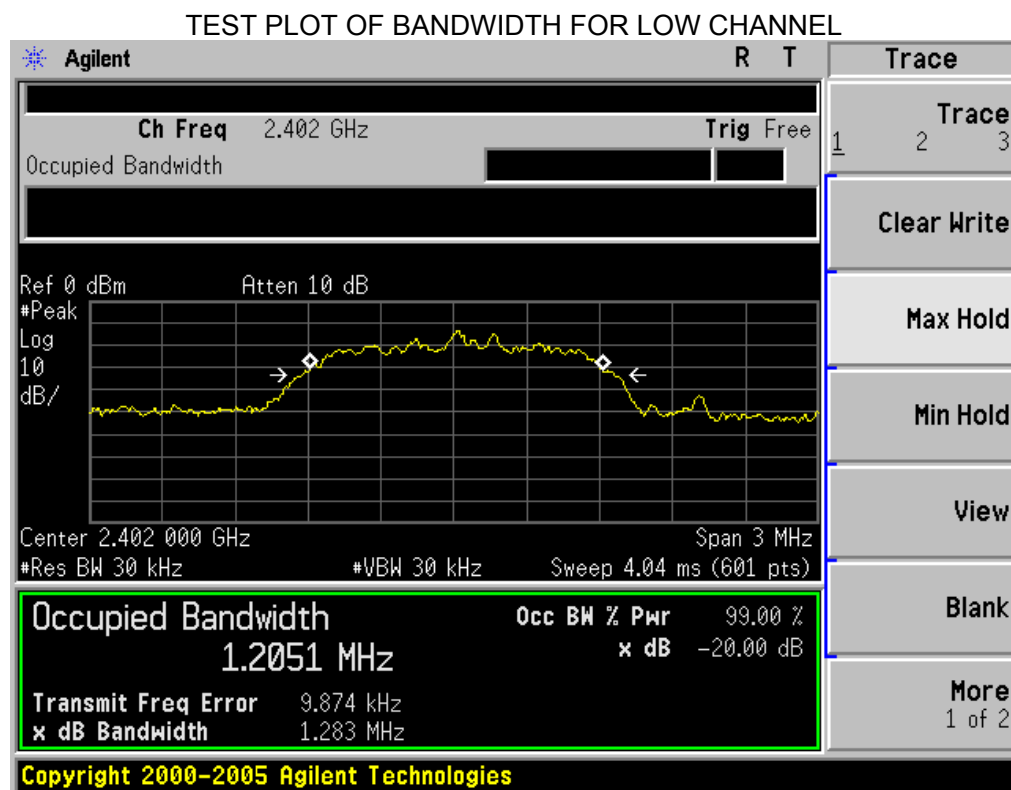 TEST PLOT OF BANDWIDTH FOR LOW CHANNEL
Agilent R T Trace
Ch Freq 2.402 GHz Trig Free
Occupied Bandwidth
Trace
1 2 3
Clear Write
Ref 0 dBm Atten 10 dB
#Peak
Log
10
dB/
Max Hold
Min Hold
View
Center 2.402 000 GHz Span 3 MHz
#Res BW 30 kHz #VBW 30 kHz Sweep 4.04 ms (601 pts)
Occupied Bandwidth
1.2051 MHz
Occ BW % Pwr 99.00 %
x dB -20.00 dB
Transmit Freq Error 9.874 kHz
x dB Bandwidth 1.283 MHz
Blank
More
1 of 2
Copyright 2000-2005 Agilent Technologies